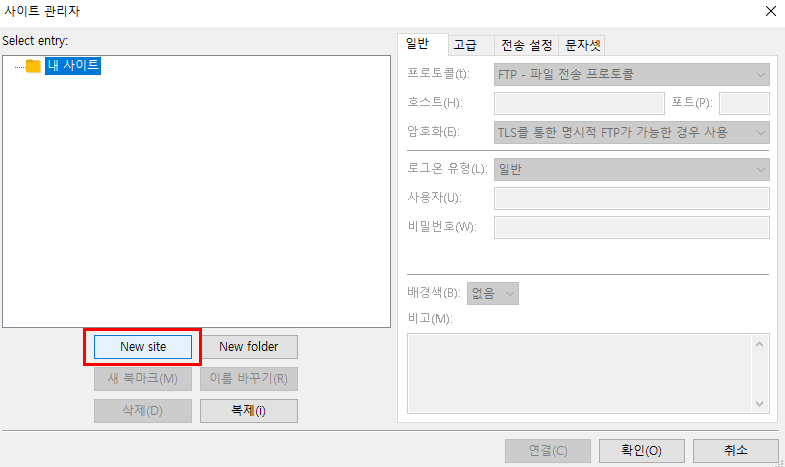 사이트 관리자
Select entry:
내 사이트
New site
New folder
새 북마크(M)
이름 바꾸기(R)
삭제(D)
복제(i)
일반
고급
전송 설정
문자셋
프로토콜(t):
FTP - 파일 전송 프로토콜
호스트(H):
포트(P):
암호화(E):
TLS를 통한 명시적 FTP가 가능한 경우 사용
로그온 유형(L):
일반
사용자(U):
비밀번호(W):
배경색(B):
없음
비고(M):
연결(C)
확인(O)
취소